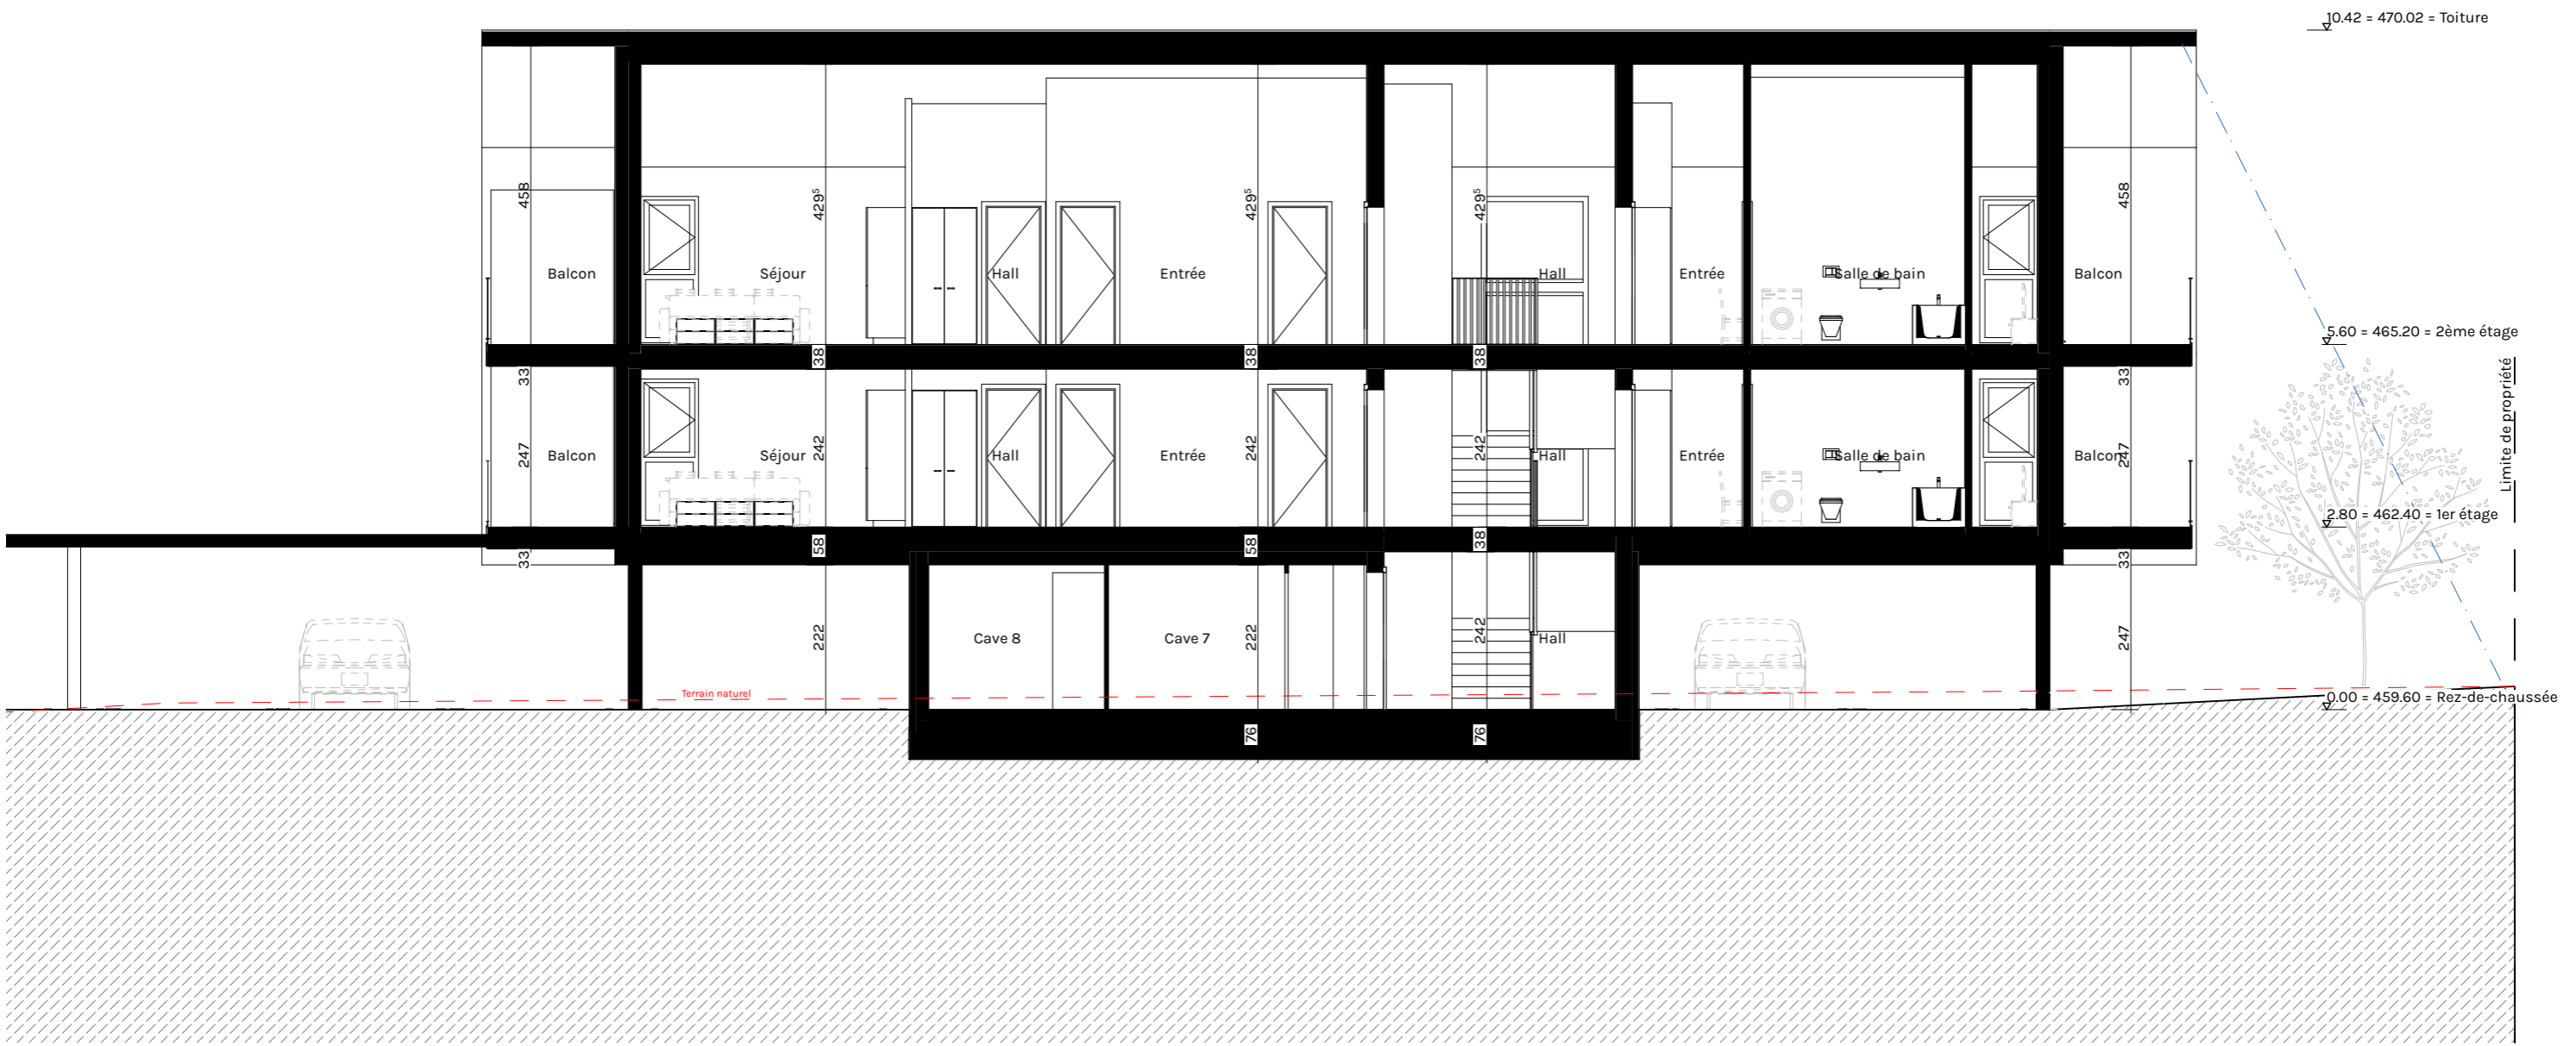 10.42 = 470.02 = Toiture
458
429⁵
429⁵
429⁵
458
Balcon
Séjour
Hall
Entrée
Hall
Entrée
Salle de bain
Balcon
5.60 = 465.20 = 2ème étage
38
38
38
33
33
Limite de propriété
247
Balcon
Séjour
242
Hall
Entrée
242
242
Hall
Entrée
Salle de bain
Balcon
247
2.80 = 462.40 = 1er étage
33
58
58
38
33
222
Cave 8
Cave 7
222
242
Hall
247
Terrain naturel
0.00 = 459.60 = Rez-de-chaussée
76
76